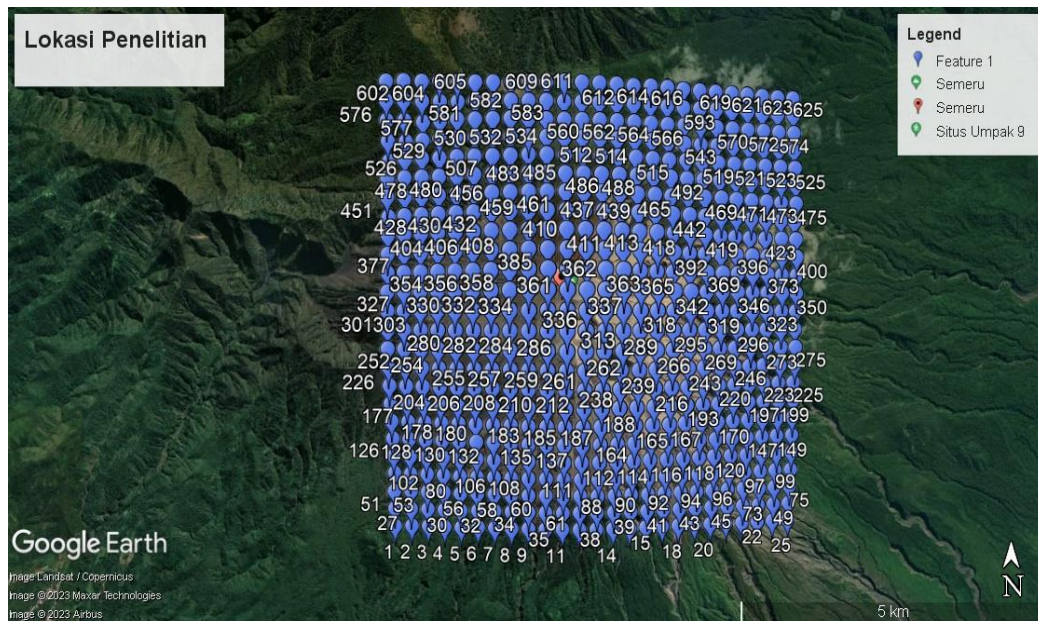 Lokasi Penelitian
Legend
Feature 1
Semeru
Semeru
Situs Umpak 9
602 604 605 609 611 612 614 616 619 621 623 625
576 581 582 583 593
577 530 532 534 560 562 564 566 570 572 574
529 507 512 514 543
526 483 485 515 519 521 523 525
478 480 456 486 488 492
451 459 461 437 439 465 469 471 473 475
428 430 432 410 442
404 406 408 411 413 418 419 423
377 385 362 392 396 400
354 356 358 361 363 365 369 373
327 330 332 334 336 337 342 346 350
301 303 318 319 323
280 282 284 286 313 289 295 296
252 254 262 266 269 273 275
226 255 257 259 261 239 243 246
204 206 208 210 212 238 216 220 223 225
177 188 193 197 199
178 180 183 185 187 165 167 170
126 128 130 132 135 137 164 147 149
102 106 108 111 112 114 116 118 120
80 97 99
51 53 56 58 60 88 90 92 94 96 75
27 30 32 34 61 39 41 43 45 73 49
35 38 22
1 2 3 4 5 6 7 8 9 11 14 15 18 20 25
Google Earth
Image Landsat / Copernicus
Image © 2023 Maxar Technologies
Image © 2023 Airbus
N
5 km